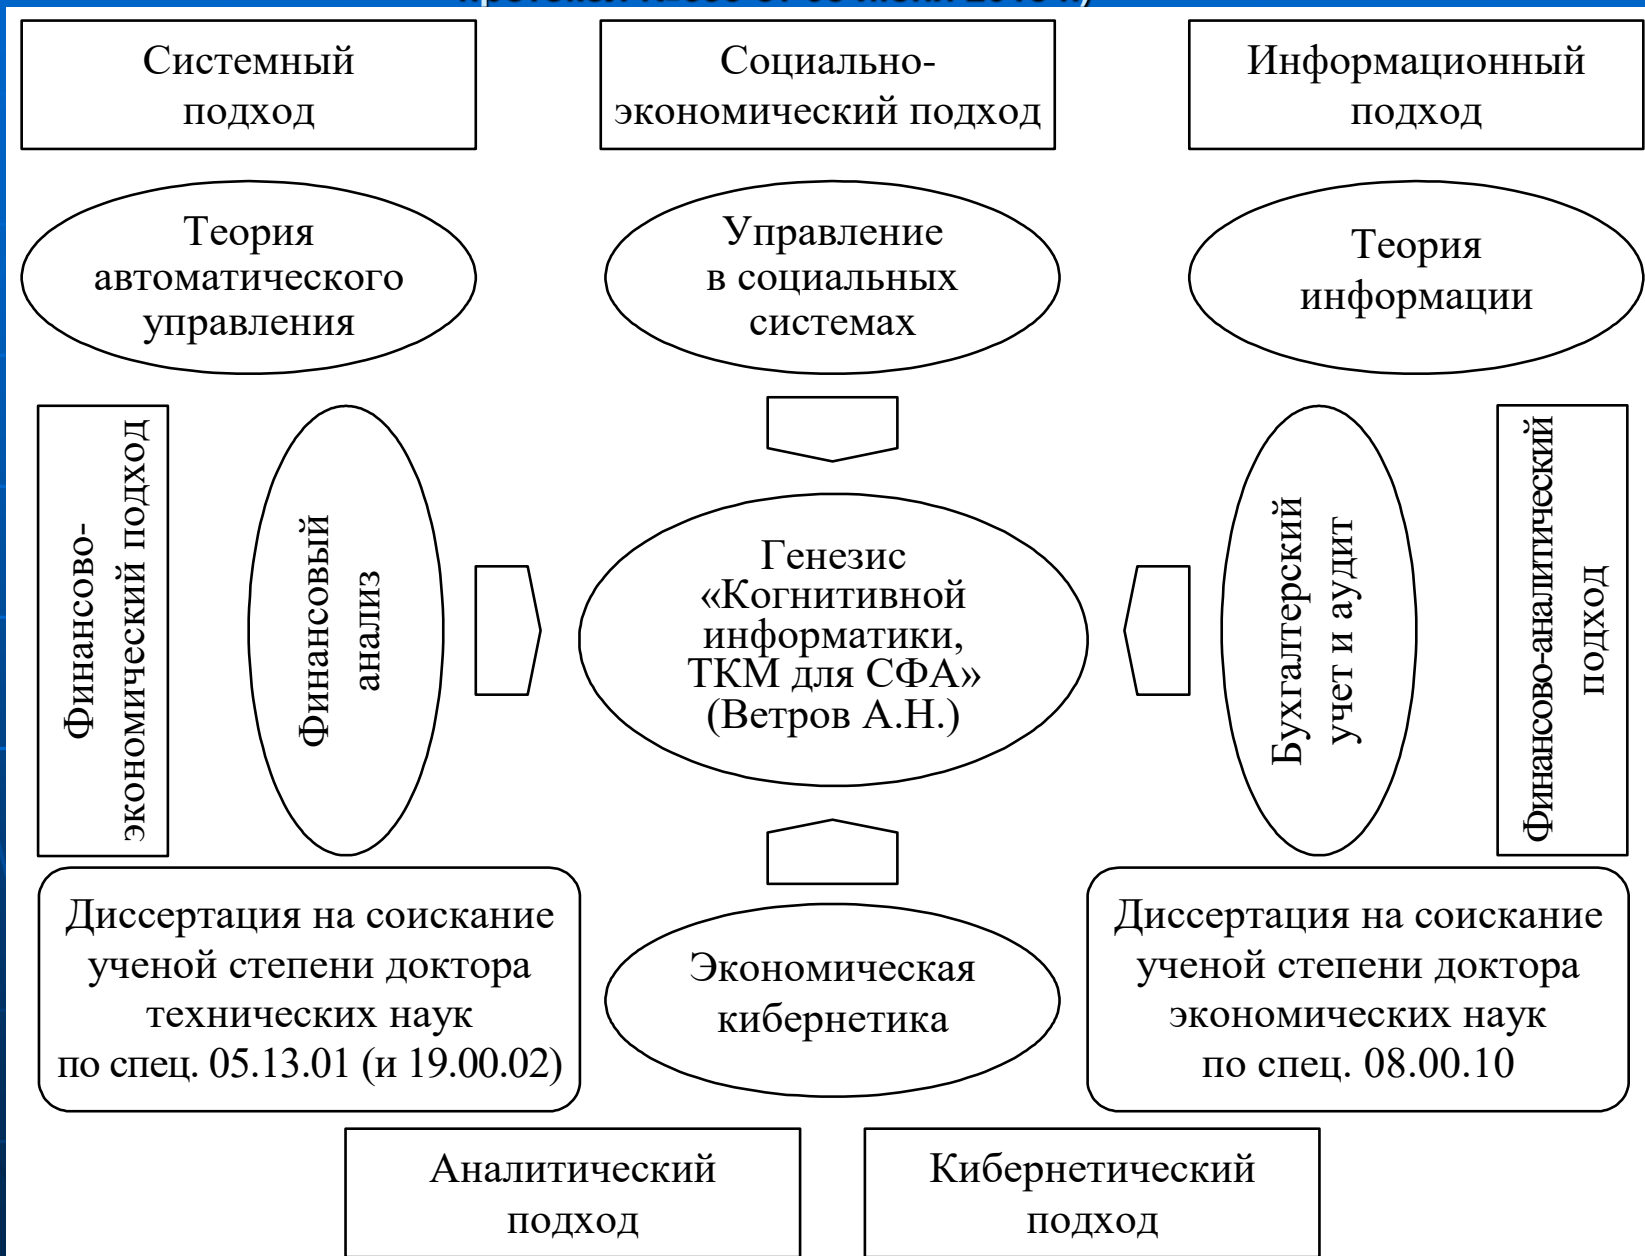 Системный
подход
Социально-
экономический подход
Информационный
подход
Теория
автоматического
управления
Управление
в социальных
системах
Теория
информации
Финансово-
экономический подход
Финансовый
анализ
Генезис
«Когнитивной
информатики,
ТКМ для СФА»
(Ветров А.Н.)
Бухгалтерский
учет и аудит
Финансово-аналитический
подход
Диссертация на соискание
ученой степени доктора
технических наук
по спец. 05.13.01 (и 19.00.02)
Экономическая
кибернетика
Диссертация на соискание
ученой степени доктора
экономических наук
по спец. 08.00.10
Аналитический
подход
Кибернетический
подход